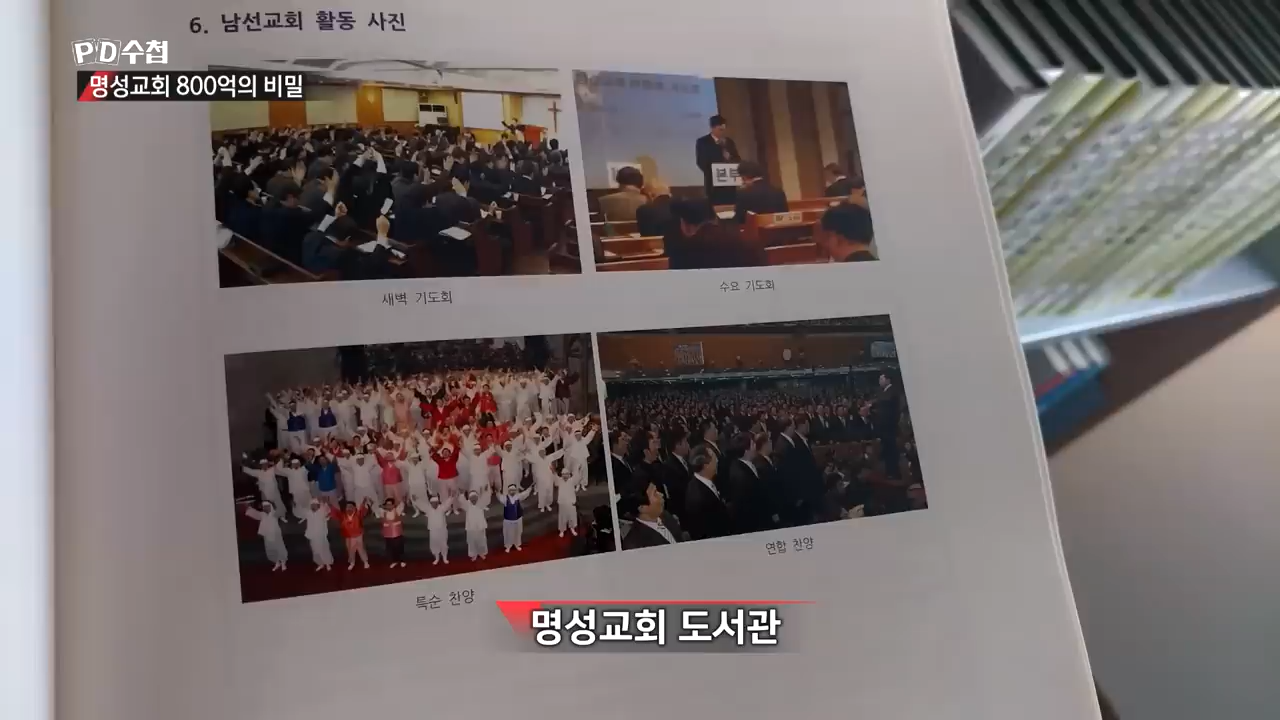 6. 남선교회 활동 사진
PD수첩
명성교회 800억의 비밀
본부
새벽 기도회
수요 기도회
특순 찬양
연합 찬양
명성교회 도서관